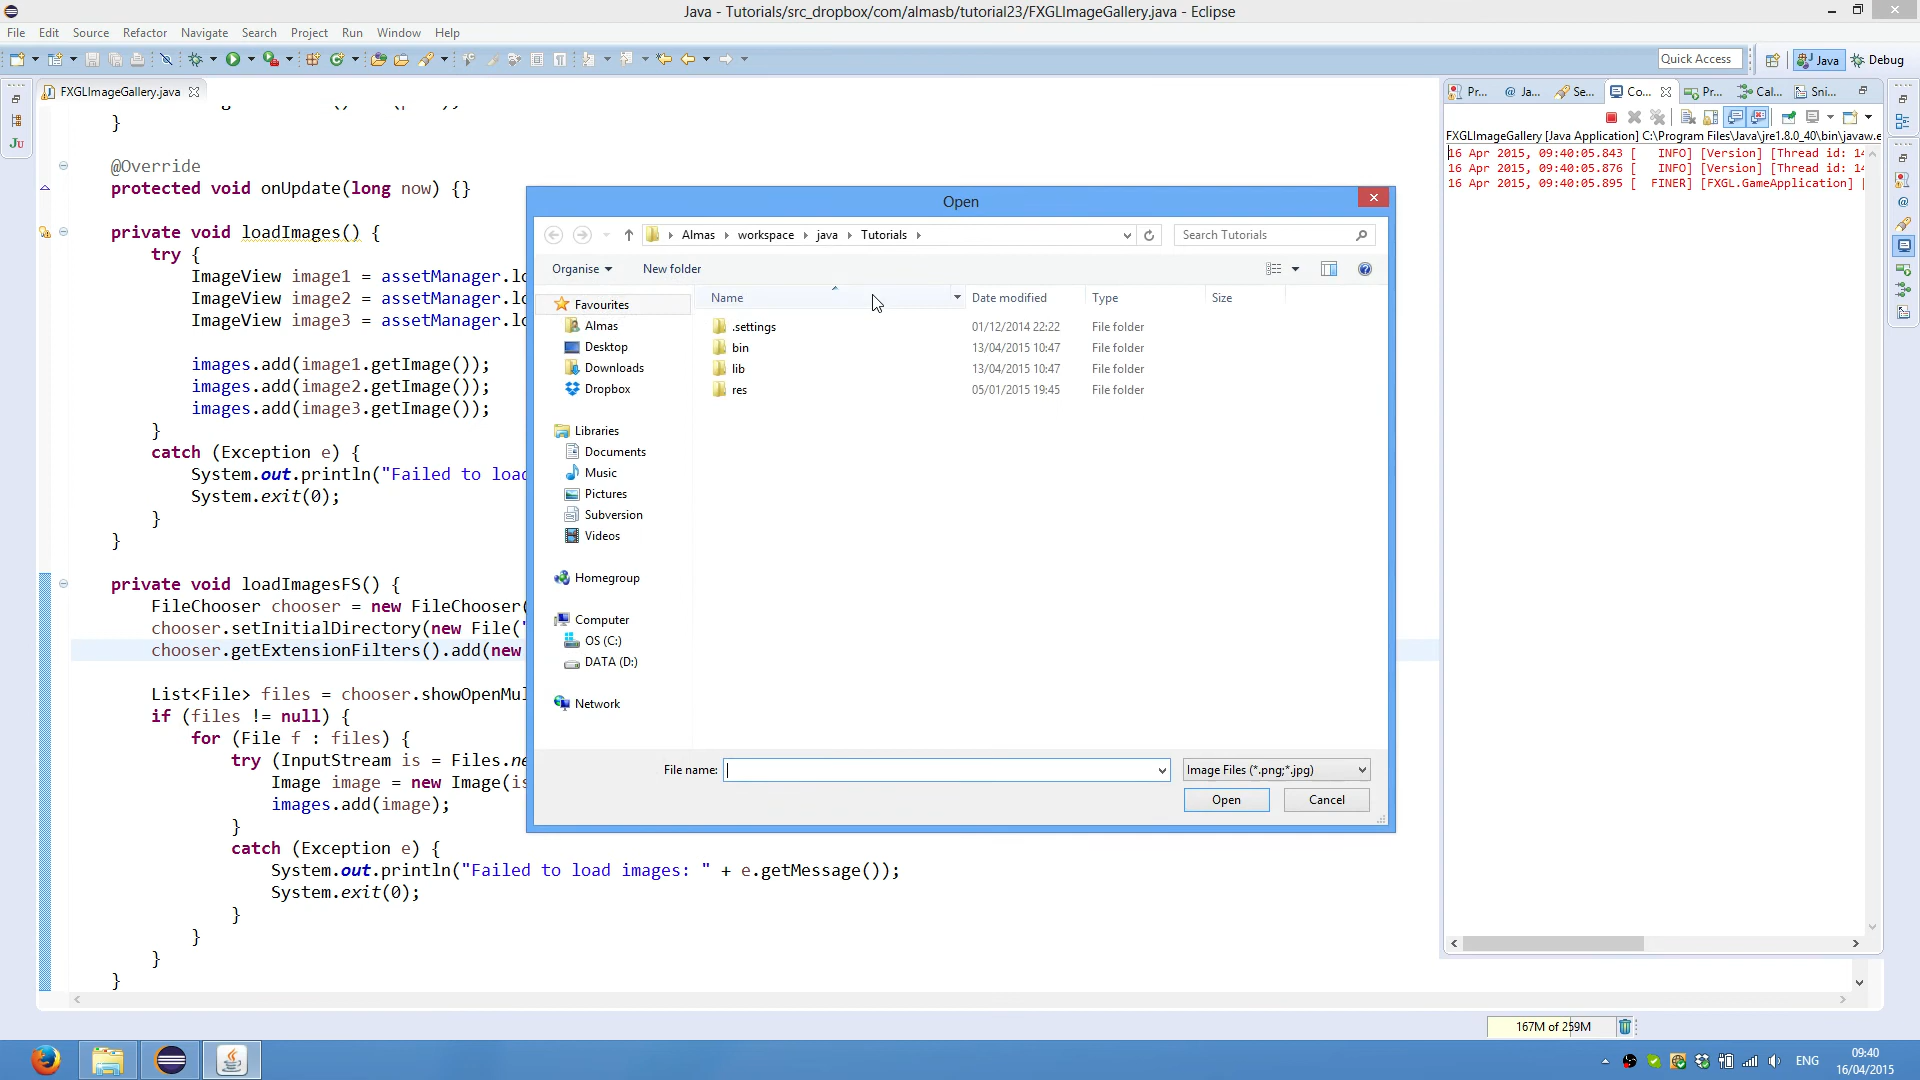 Java - Tutorials/src_dropbox/com/almasb/tutorial23/FXGLImageGallery.java - Eclipse
File Edit Source Refactor Navigate Search Project Run Window Help
Quick Access Java Debug
FXGLImageGallery.java
}
@Override
protected void onUpdate(long now) {}
private void loadImages() {
try {
ImageView image1 = assetManager.lo
ImageView image2 = assetManager.lo
ImageView image3 = assetManager.lo
images.add(image1.getImage());
images.add(image2.getImage());
images.add(image3.getImage());
}
catch (Exception e) {
System.out.println("Failed to load
System.exit(0);
}
}
private void loadImagesFS() {
FileChooser chooser = new FileChooser(
chooser.setInitialDirectory(new File("
chooser.getExtensionFilters().add(new
List<File> files = chooser.showOpenMul
if (files != null) {
for (File f : files) {
try (InputStream is = Files.ne
Image image = new Image(is
images.add(image);
}
catch (Exception e) {
System.out.println("Failed to load images: " + e.getMessage());
System.exit(0);
}
}
}
}
Open
Almas workspace java Tutorials
Search Tutorials
Organise New folder
Name Date modified Type Size
.settings 01/12/2014 22:22 File folder
bin 13/04/2015 10:47 File folder
lib 13/04/2015 10:47 File folder
res 05/01/2015 19:45 File folder
Favourites
Almas
Desktop
Downloads
Dropbox
Libraries
Documents
Music
Pictures
Subversion
Videos
Homegroup
Computer
OS (C:)
DATA (D:)
Network
File name: Image Files (*.png;*.jpg)
Open Cancel
Pr... Ja... Se... Co... Pr... Cal... Sni...
FXGLImageGallery [Java Application] C:\Program Files\Java\jre1.8.0_40\bin\javaw.e
16 Apr 2015, 09:40:05.843 [ INFO] [Version] [Thread id: 14
16 Apr 2015, 09:40:05.876 [ INFO] [Version] [Thread id: 14
16 Apr 2015, 09:40:05.895 [ FINER] [FXGL.GameApplication] [
167M of 259M
ENG
09:40
16/04/2015